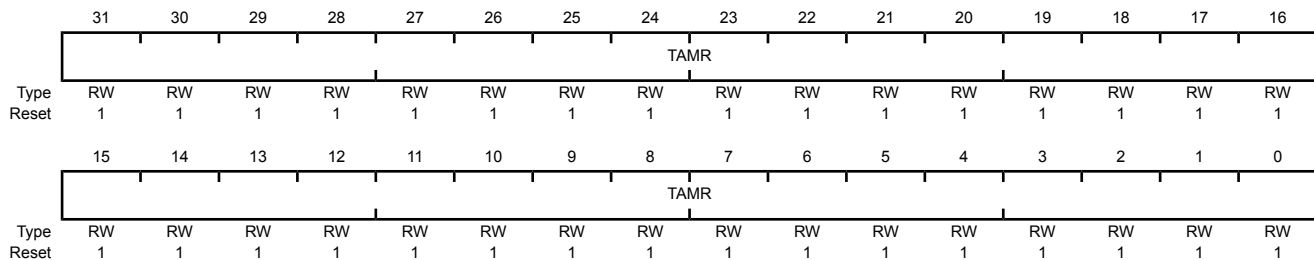 31 30 29 28 27 26 25 24 23 22 21 20 19 18 17 16
TAMR
Type RW RW RW RW RW RW RW RW RW RW RW RW RW RW RW RW
Reset 1 1 1 1 1 1 1 1 1 1 1 1 1 1 1 1
15 14 13 12 11 10 9 8 7 6 5 4 3 2 1 0
TAMR
Type RW RW RW RW RW RW RW RW RW RW RW RW RW RW RW RW
Reset 1 1 1 1 1 1 1 1 1 1 1 1 1 1 1 1